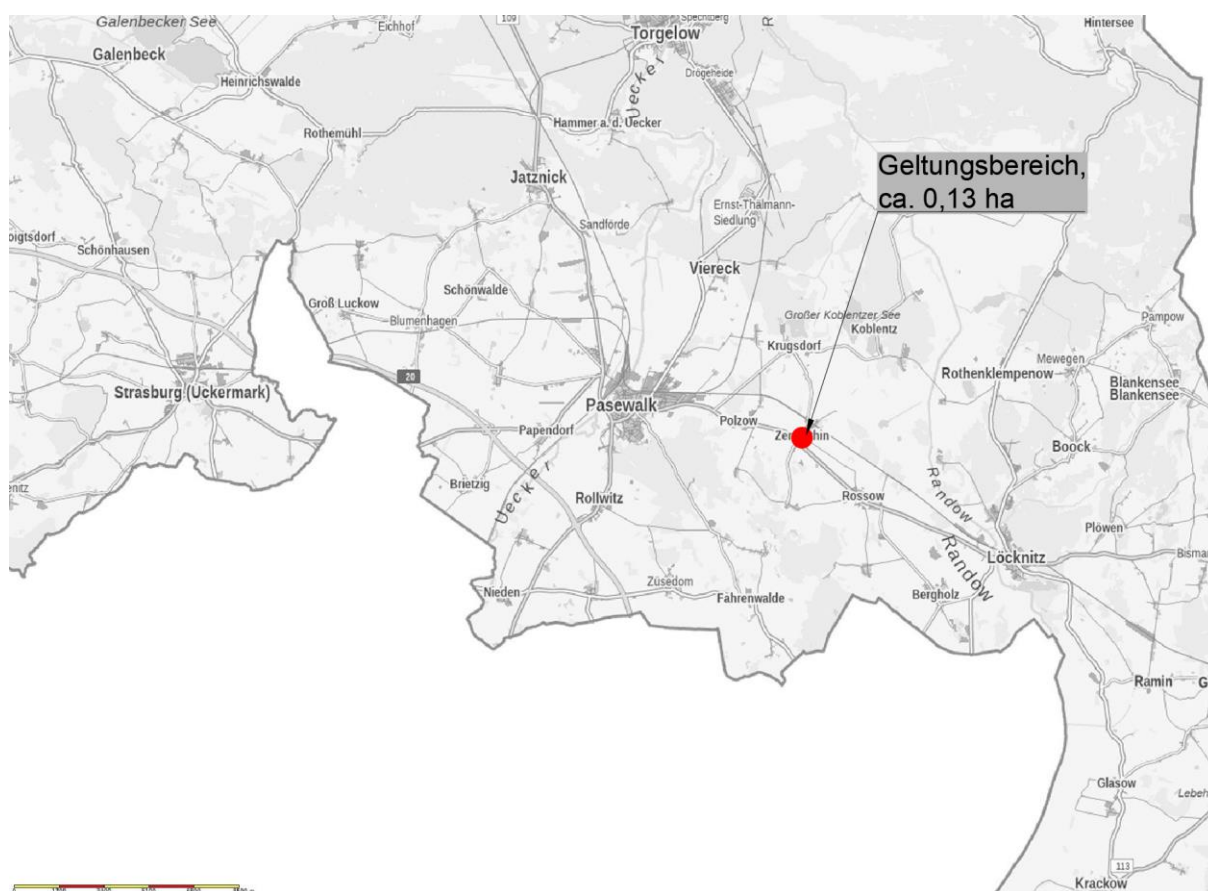 Galenbecker See
109
Eichhof
Spechtberg
Torgelow
Hintersee
Galenbeck
Heinrichswalde
Drögeheide
Uecker
Hammer a. d. Uecker
Rothemühl
Geltungsbereich,
ca. 0,13 ha
Jatznick
Ernst-Thälmann-
Siedlung
Sandförde
Schönhausen
Viereck
Schönwalde
Groß Luckow
Blumenhagen
Großer Koblentzer See
Koblentz
Pampow
Krugsdorf
Mewegen
Rothenklempenow
Blankensee
Blankensee
20
Strasburg (Uckermark)
Pasewalk
Polzow
Papendorf
Boock
Brietzig
Uecker
Rollwitz
Rossow
Randow
Plöwen
Randow
Löcknitz
Zusedom
Nieden
Fahrenwalde
Bergholz
Ramin
Glasow
113
Krackow